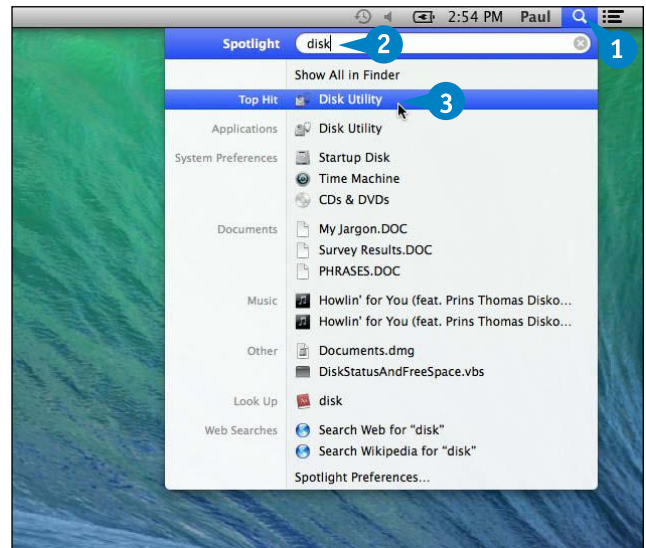 2:54 PM Paul
1
Spotlight disk
2
Show All in Finder
Top Hit Disk Utility
3
Applications Disk Utility
System Preferences Startup Disk
Time Machine
CDs & DVDs
Documents My Jargon.DOC
Survey Results.DOC
PHRASES.DOC
Music Howlin' for You (feat. Prins Thomas Disko...
Howlin' for You (feat. Prins Thomas Disko...
Other Documents.dmg
DiskStatusAndFreeSpace.vbs
Look Up disk
Web Searches Search Web for "disk"
Search Wikipedia for "disk"
Spotlight Preferences...